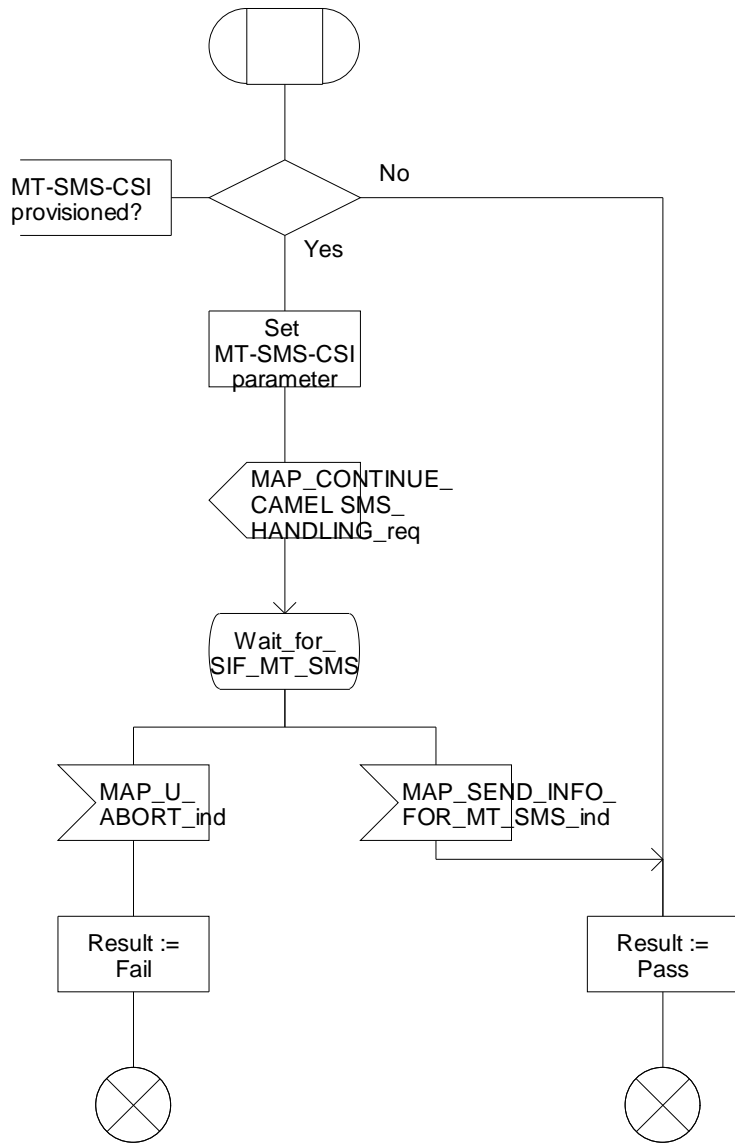 No
MT-SMS-CSI
provisioned?
Yes
Set
MT-SMS-CSI
parameter
MAP_CONTINUE_
CAMEL SMS_
HANDLING_req
Wait_for_
SIF_MT_SMS
MAP_U_
ABORT_ind
MAP_SEND_INFO_
FOR_MT_SMS_ind
Result :=
Fail
Result :=
Pass